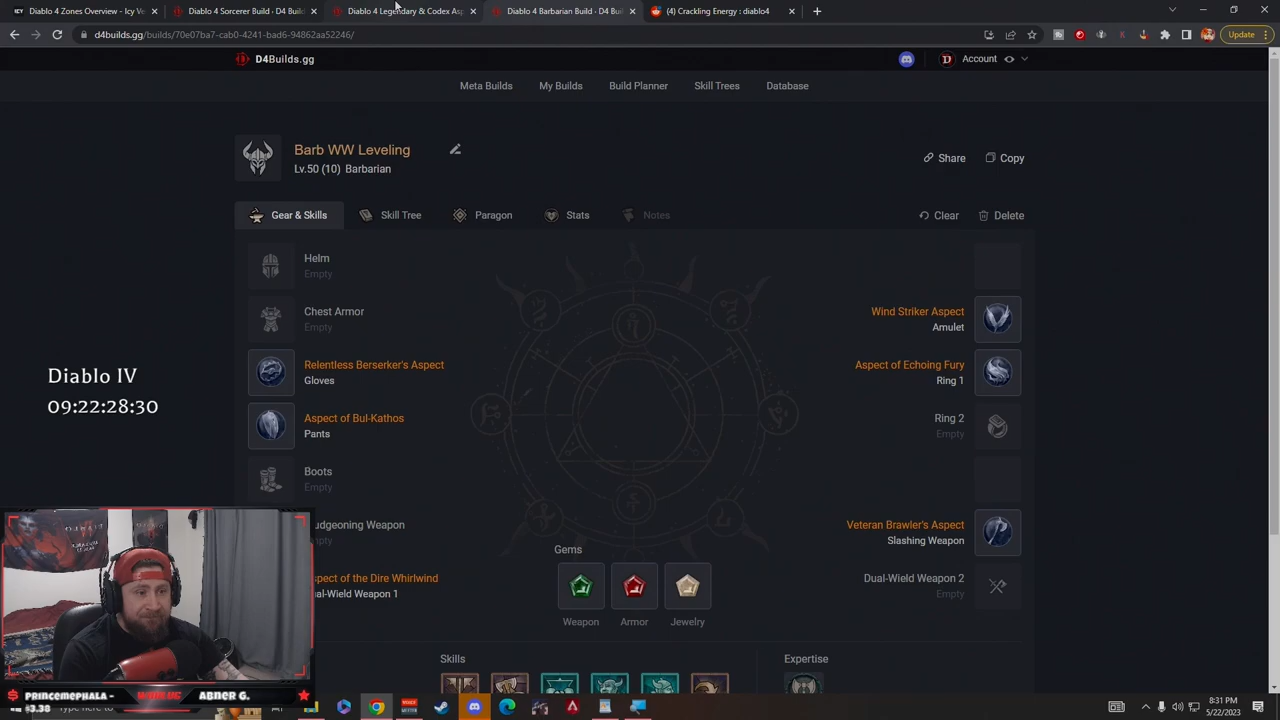 Diablo 4 Zones Overview - Icy Ve
Diablo 4 Sorcerer Build - D4 Build
Diablo 4 Legendary & Codex Asp
Diablo 4 Barbarian Build - D4 Buil
(4) Crackling Energy : diablo4
d4builds.gg/builds/70e07ba7-cab0-4241-bad6-94862aa52246/
Update
D4Builds.gg
Account
Meta Builds
My Builds
Build Planner
Skill Trees
Database
Barb WW Leveling
Lv.50 (10) Barbarian
Share
Copy
Gear & Skills
Skill Tree
Paragon
Stats
Notes
Clear
Delete
Helm
Empty
Chest Armor
Empty
Wind Striker Aspect
Amulet
Relentless Berserker's Aspect
Gloves
Aspect of Echoing Fury
Ring 1
Aspect of Bul-Kathos
Pants
Ring 2
Empty
Boots
Empty
Diablo IV
09:22:28:30
udgeoning Weapon
Veteran Brawler's Aspect
Slashing Weapon
spect of the Dire Whirlwind
ual-Wield Weapon 1
Dual-Wield Weapon 2
Empty
Gems
Weapon
Armor
Jewelry
Skills
Expertise
PrinceMephala -
$3.38
Abner G.
8:31 PM
5/22/2023